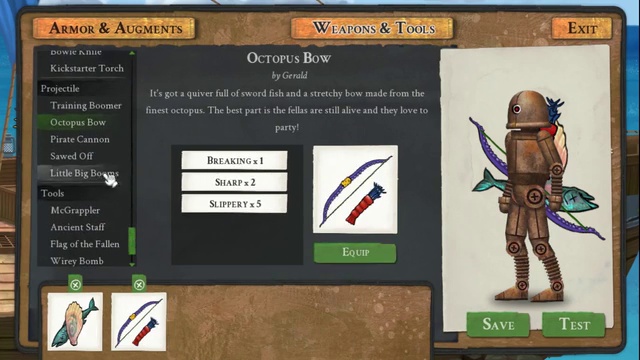 Armor & Augments
Weapons & Tools
Exit
Bowie Knife
Kickstarter Torch
Projectile
Training Boomer
Octopus Bow
Pirate Cannon
Sawed Off
Little Big Booms
Tools
McGrappler
Ancient Staff
Flag of the Fallen
Wirey Bomb
Octopus Bow
by Gerald
It's got a quiver full of sword fish and a stretchy bow made from the
finest octopus. The best part is the fellas are still alive and they love to
party!
Breaking x 1
Sharp x 2
Slippery x 5
Equip
Save
Test